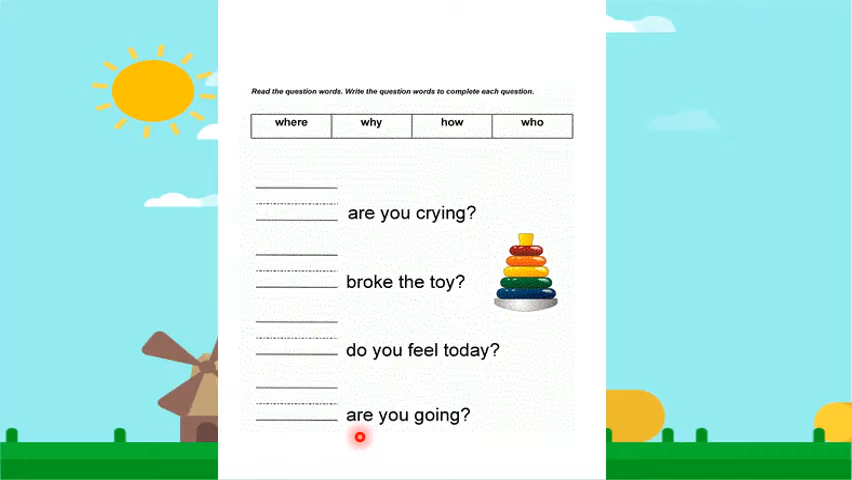 Read the question words. Write the question words to complete each question.
where why how who
are you crying?
broke the toy?
do you feel today?
are you going?